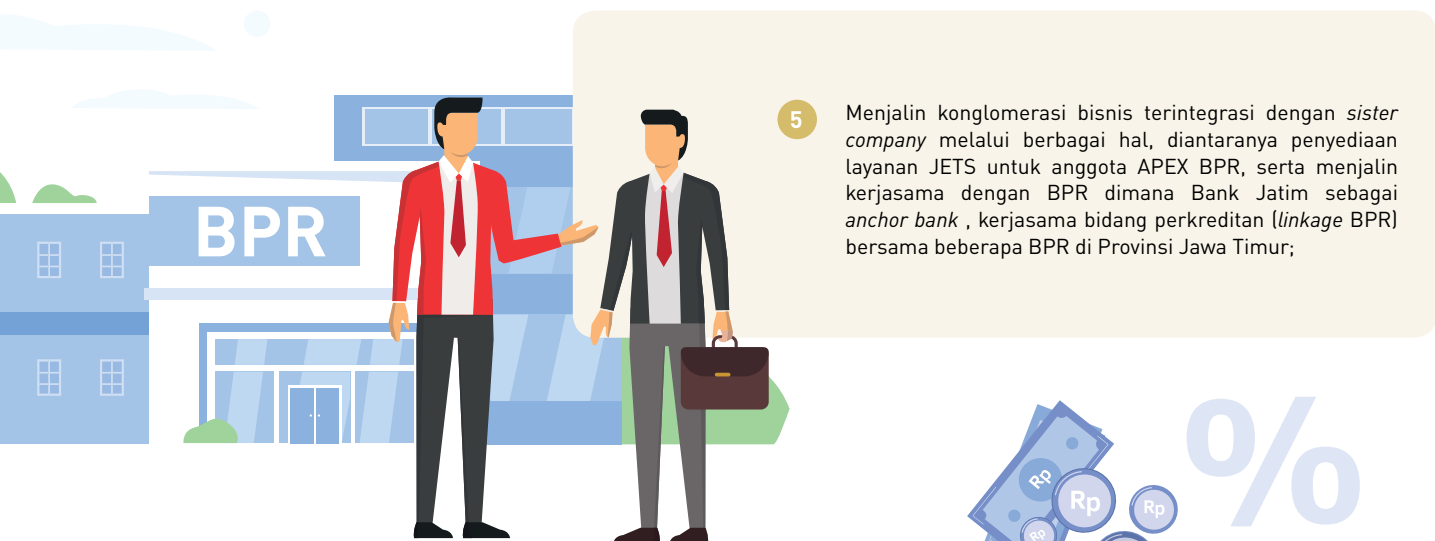 BPR
5
Menjalin konglomerasi bisnis terintegrasi dengan sister
company melalui berbagai hal, diantaranya penyediaan
layanan JETS untuk anggota APEX BPR, serta menjalin
kerjasama dengan BPR dimana Bank Jatim sebagai
anchor bank , kerjasama bidang perkreditan (linkage BPR)
bersama beberapa BPR di Provinsi Jawa Timur;
%
Rp
Rp
Rp
Rp